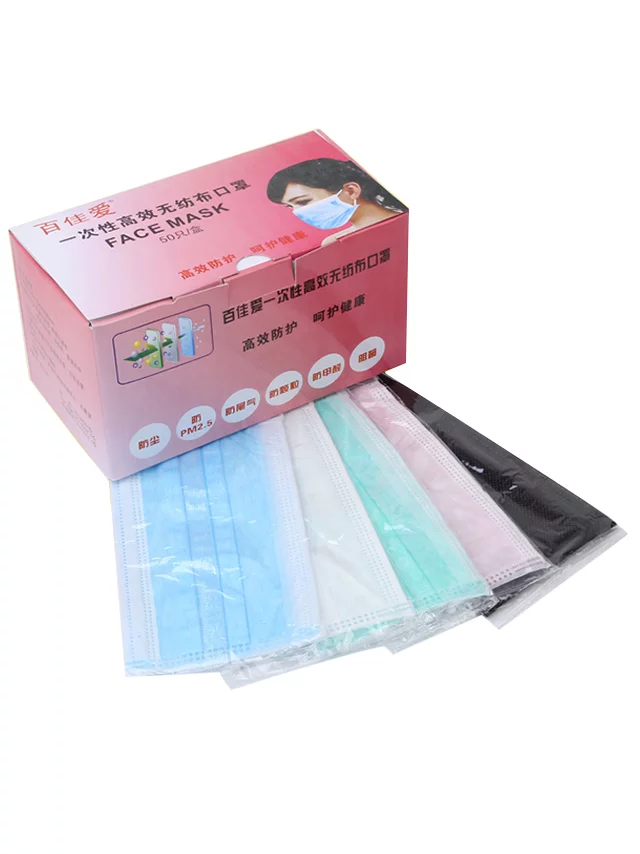 百佳爱
一次性高效无纺布口罩
FACE MASK
50只/盒
高效防护 呵护健康
百佳爱一次性高效无纺布口罩
高效防护 呵护健康
防尘
防
PM2.5
防尾气
防颗粒
防甲醛
阻菌